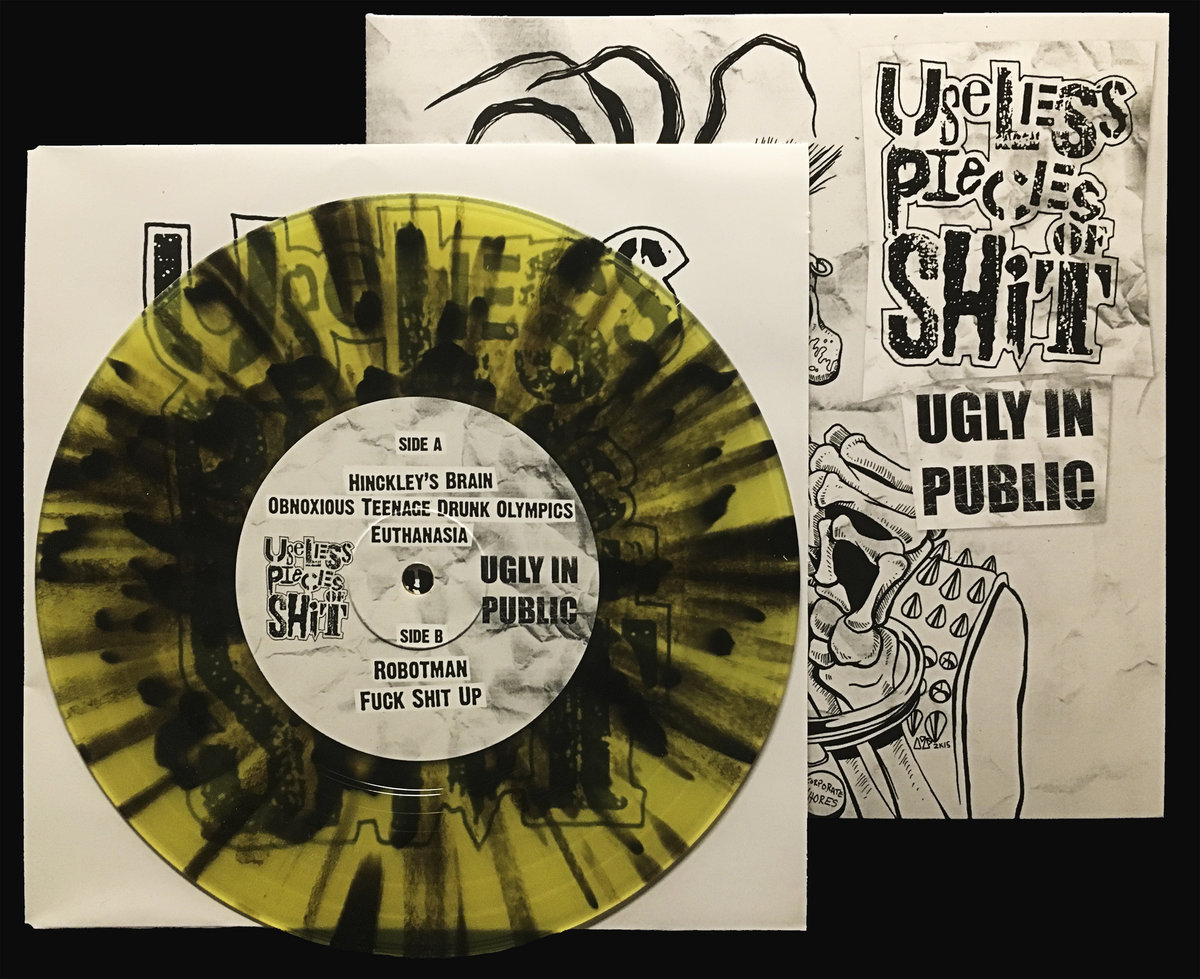 USELESS
PIECES
OF
SHIT
UGLY IN
PUBLIC
SIDE A
HINCKLEY'S BRAIN
OBNOXIOUS TEENAGE DRUNK OLYMPICS
EUTHANASIA
USELESS
PIECES
OF
SHIT
UGLY IN
PUBLIC
SIDE B
ROBOTMAN
FUCK SHIT UP
2K15